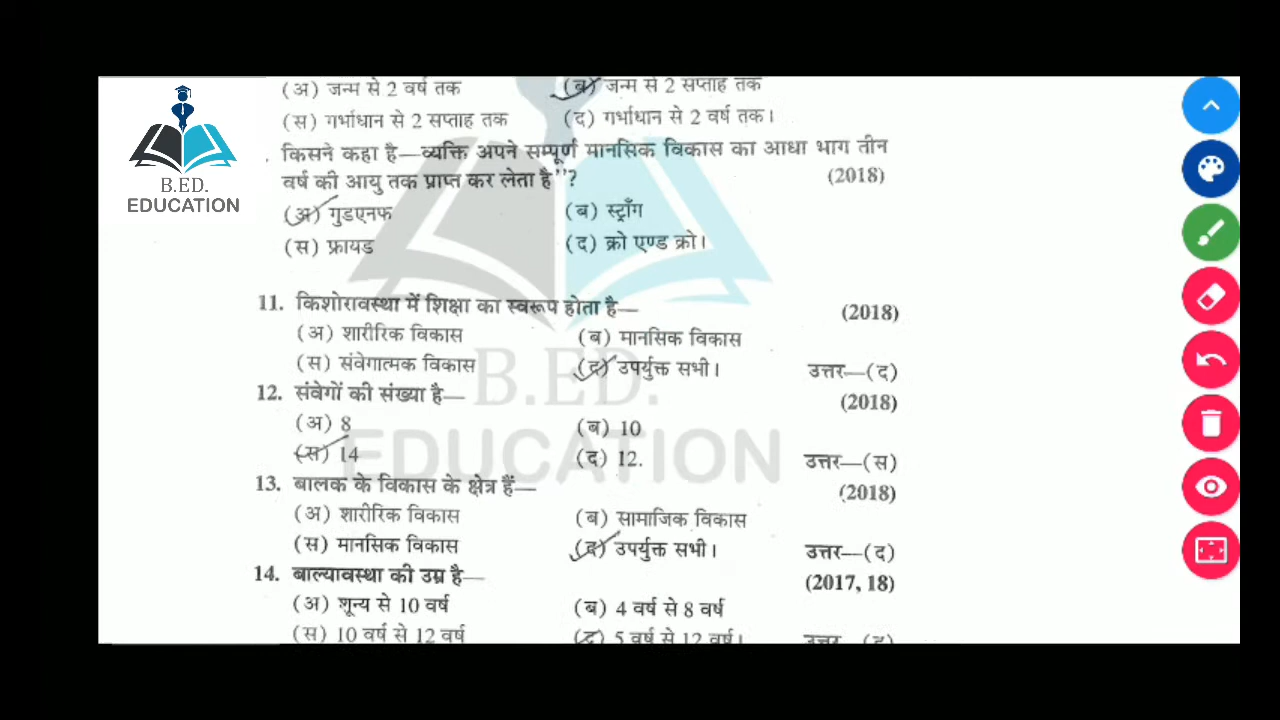 (अ) जन्म से 2 वर्ष तक (ब) जन्म से 2 सप्ताह तक
(स) गर्भाधान से 2 सप्ताह तक (द) गर्भाधान से 2 वर्ष तक।
किसने कहा है—व्यक्ति अपने सम्पूर्ण मानसिक विकास का आधा भाग तीन
वर्ष की आयु तक प्राप्त कर लेता है”? (2018)
(अ) गुडएनफ (ब) स्ट्राँग
(स) फ्रायड (द) क्रो एण्ड क्रो।
B.ED.
EDUCATION
11. किशोरावस्था में शिक्षा का स्वरूप होता है— (2018)
(अ) शारीरिक विकास (ब) मानसिक विकास
(स) संवेगात्मक विकास (द) उपर्युक्त सभी। उत्तर—(द)
12. संवेगों की संख्या है— (2018)
(अ) 8 (ब) 10
(स) 14 (द) 12. उत्तर—(स)
13. बालक के विकास के क्षेत्र हैं— (2018)
(अ) शारीरिक विकास (ब) सामाजिक विकास
(स) मानसिक विकास (द) उपर्युक्त सभी। उत्तर—(द)
14. बाल्यावस्था की उम्र है— (2017, 18)
(अ) शून्य से 10 वर्ष (ब) 4 वर्ष से 8 वर्ष
(स) 10 वर्ष से 12 वर्ष (द) 5 वर्ष से 12 वर्ष। उत्तर—(द)
B.ED.
EDUCATION